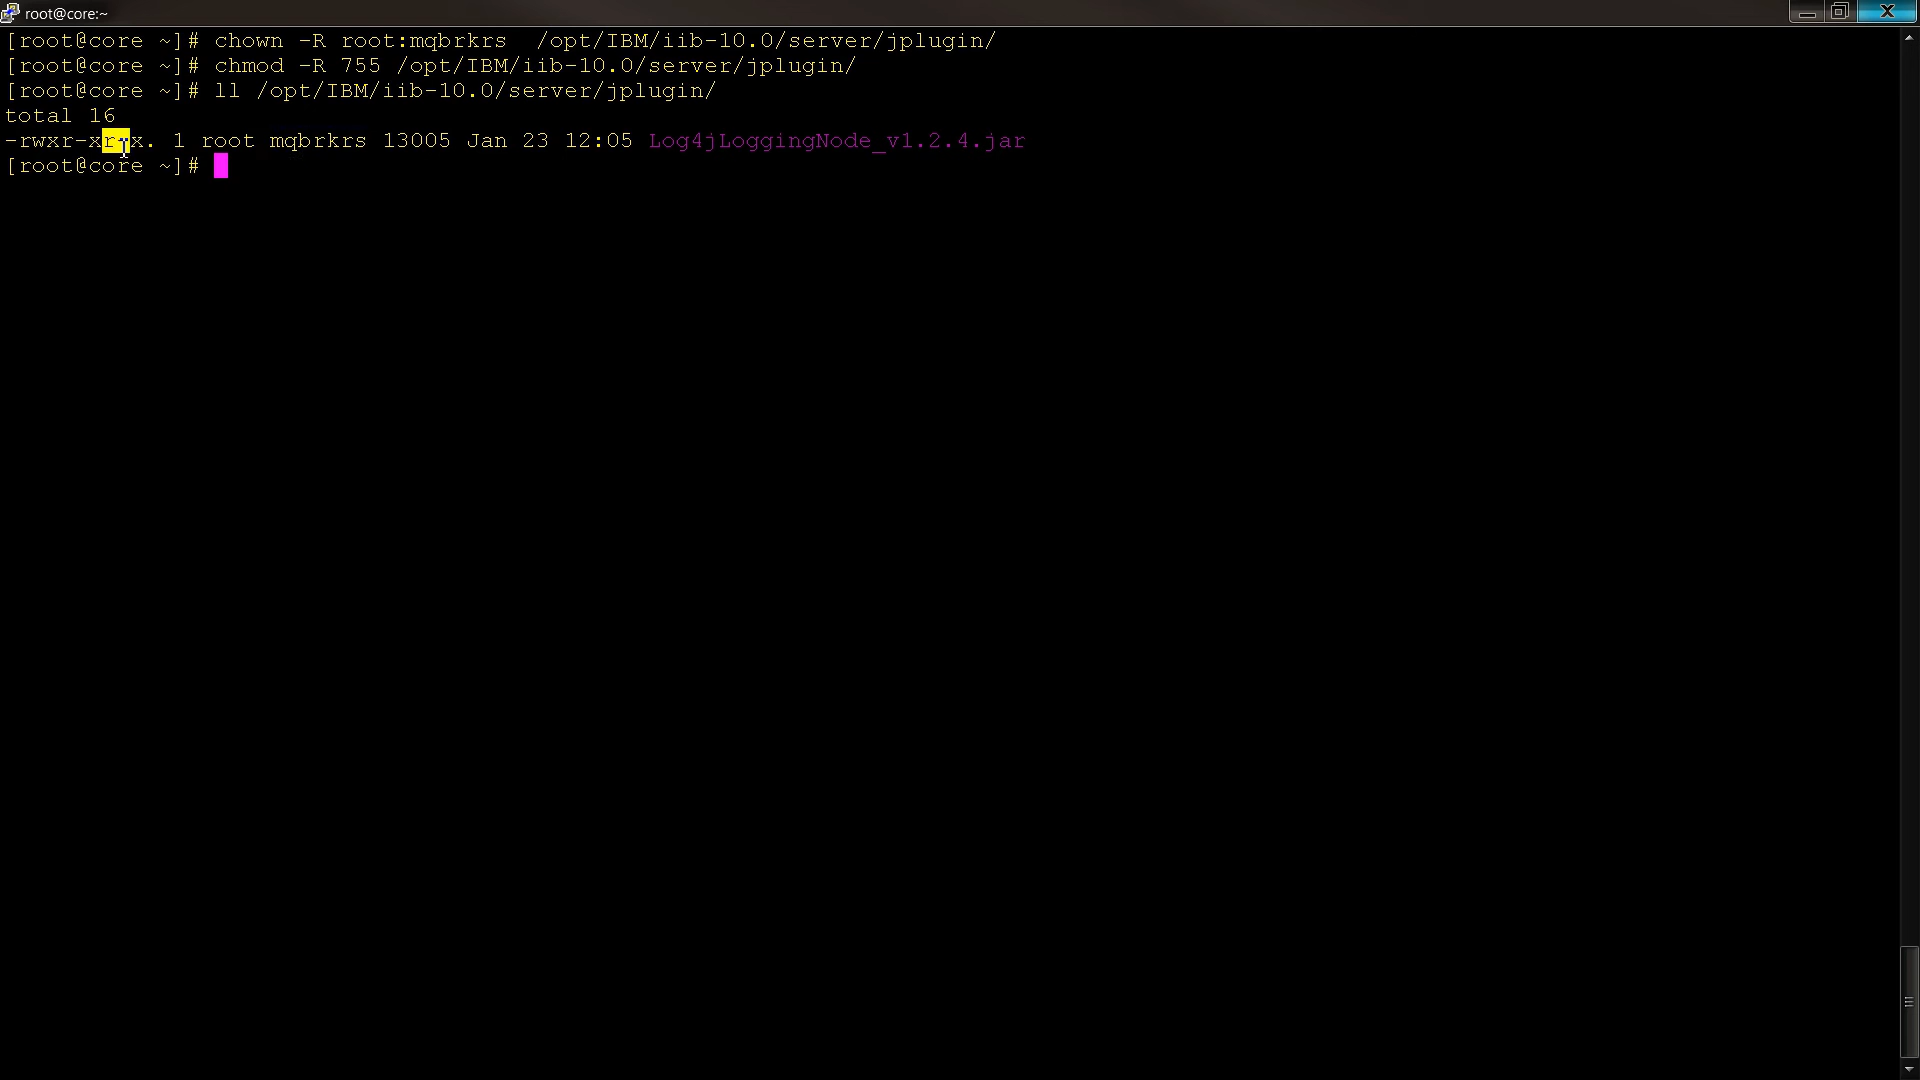 root@core:~
[root@core ~]# chown -R root:mqbrkrs  /opt/IBM/iib-10.0/server/jplugin/
[root@core ~]# chmod -R 755 /opt/IBM/iib-10.0/server/jplugin/
[root@core ~]# ll /opt/IBM/iib-10.0/server/jplugin/
total 16
-rwxr-xr-x. 1 root mqbrkrs 13005 Jan 23 12:05 Log4jLoggingNode_v1.2.4.jar
[root@core ~]#